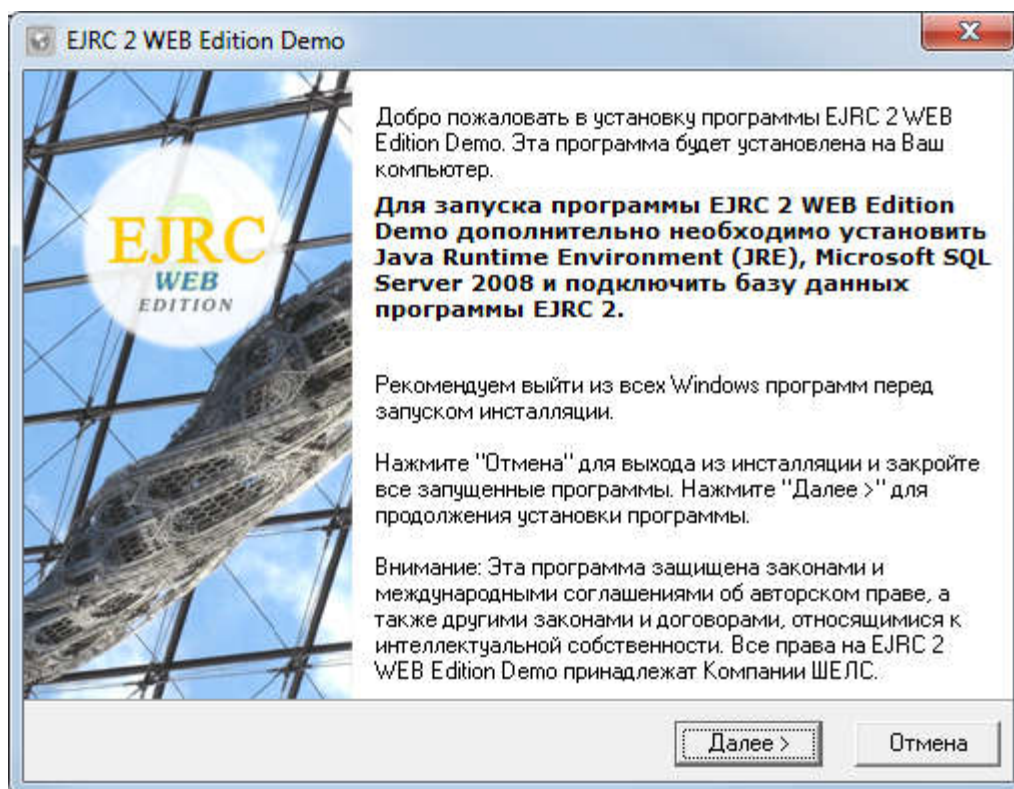 EJRC 2 WEB Edition Demo
EJRC
WEB
EDITION
Добро пожаловать в установку программы EJRC 2 WEB
Edition Demo. Эта программа будет установлена на Ваш
компьютер.
Для запуска программы EJRC 2 WEB Edition
Demo дополнительно необходимо установить
Java Runtime Environment (JRE), Microsoft SQL
Server 2008 и подключить базу данных
программы EJRC 2.
Рекомендуем выйти из всех Windows программ перед
запуском инсталляции.
Нажмите "Отмена" для выхода из инсталляции и закройте
все запущенные программы. Нажмите "Далее >" для
продолжения установки программы.
Внимание: Эта программа защищена законами и
международными соглашениями об авторском праве, а
также другими законами и договорами, относящимися к
интеллектуальной собственности. Все права на EJRC 2
WEB Edition Demo принадлежат Компании ШЕЛС.
Далее >
Отмена